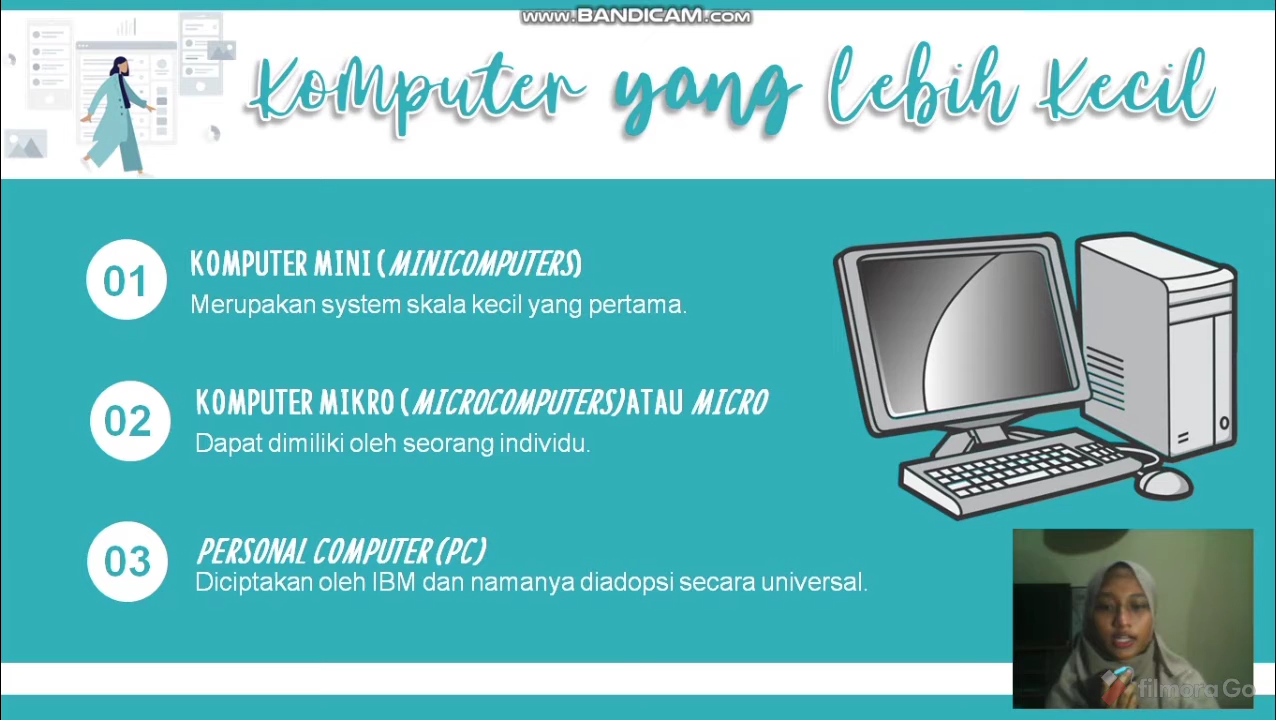 www.BANDICAM.com
Komputer yang lebih Kecil
01
KOMPUTER MINI (MINICOMPUTERS)
Merupakan system skala kecil yang pertama.
02
KOMPUTER MIKRO (MICROCOMPUTERS)ATAU MICRO
Dapat dimiliki oleh seorang individu.
03
PERSONAL COMPUTER (PC)
Diciptakan oleh IBM dan namanya diadopsi secara universal.
filmora Go